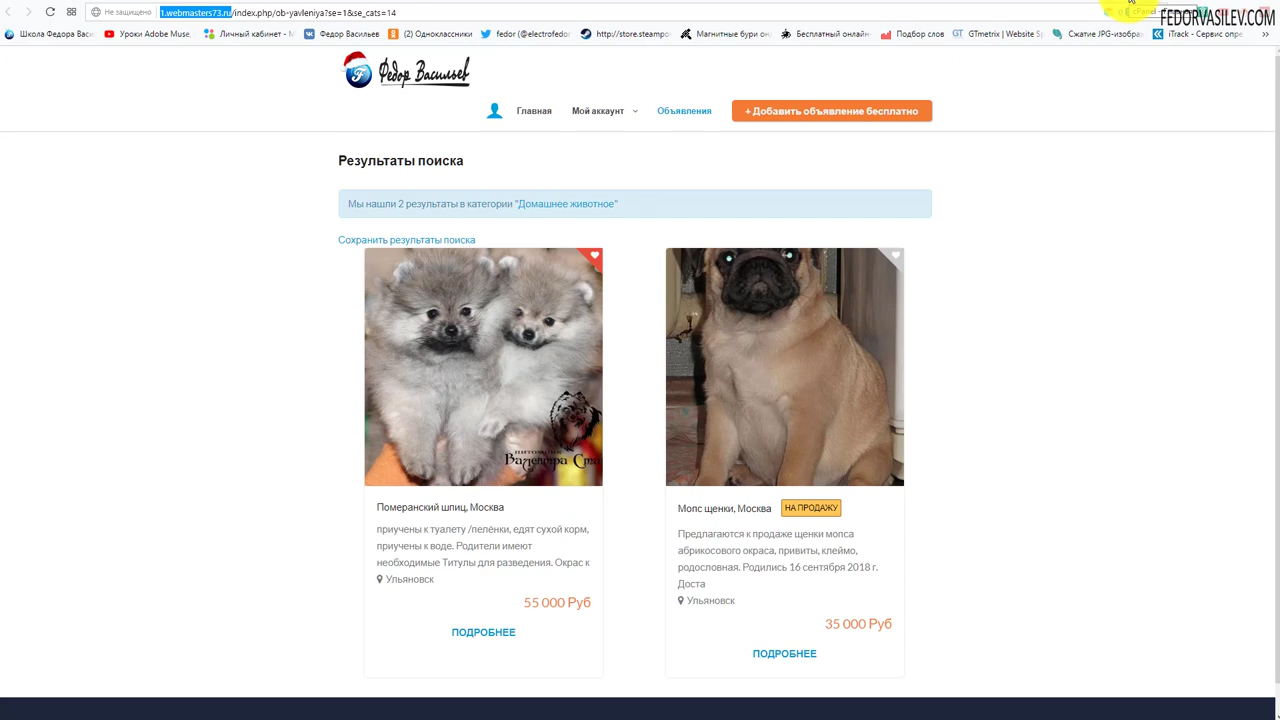 Не защищено
1.webmasters73.ru/index.php/ob-yavleniya?se=1&se_cats=14
FEDORVASILEV.COM
Школа Федора Васи
Уроки Adobe Muse
Личный кабинет - М
Федор Васильев
(2) Одноклассники
fedor (@electrofedor
http://store.steampo
Магнитные бури он
Бесплатный онлайн
Подбор слов
GTmetrix | Website Sp
Сжатие JPG-изобра
iTrack - Сервис опре
Федор Васильев
Главная
Мой аккаунт
Объявления
+ Добавить объявление бесплатно
Результаты поиска
Мы нашли 2 результаты в категории "Домашнее животное"
Сохранить результаты поиска
Померанский шпиц, Москва
приучены к туалету /пелёнки, едят сухой корм,
приучены к воде. Родители имеют
необходимые Титулы для разведения. Окрас к
Ульяновск
55 000 Руб
ПОДРОБНЕЕ
Мопс щенки, Москва
НА ПРОДАЖУ
Предлагаются к продаже щенки мопса
абрикосового окраса, привиты, клеймо,
родословная. Родились 16 сентября 2018 г.
Доста
Ульяновск
35 000 Руб
ПОДРОБНЕЕ